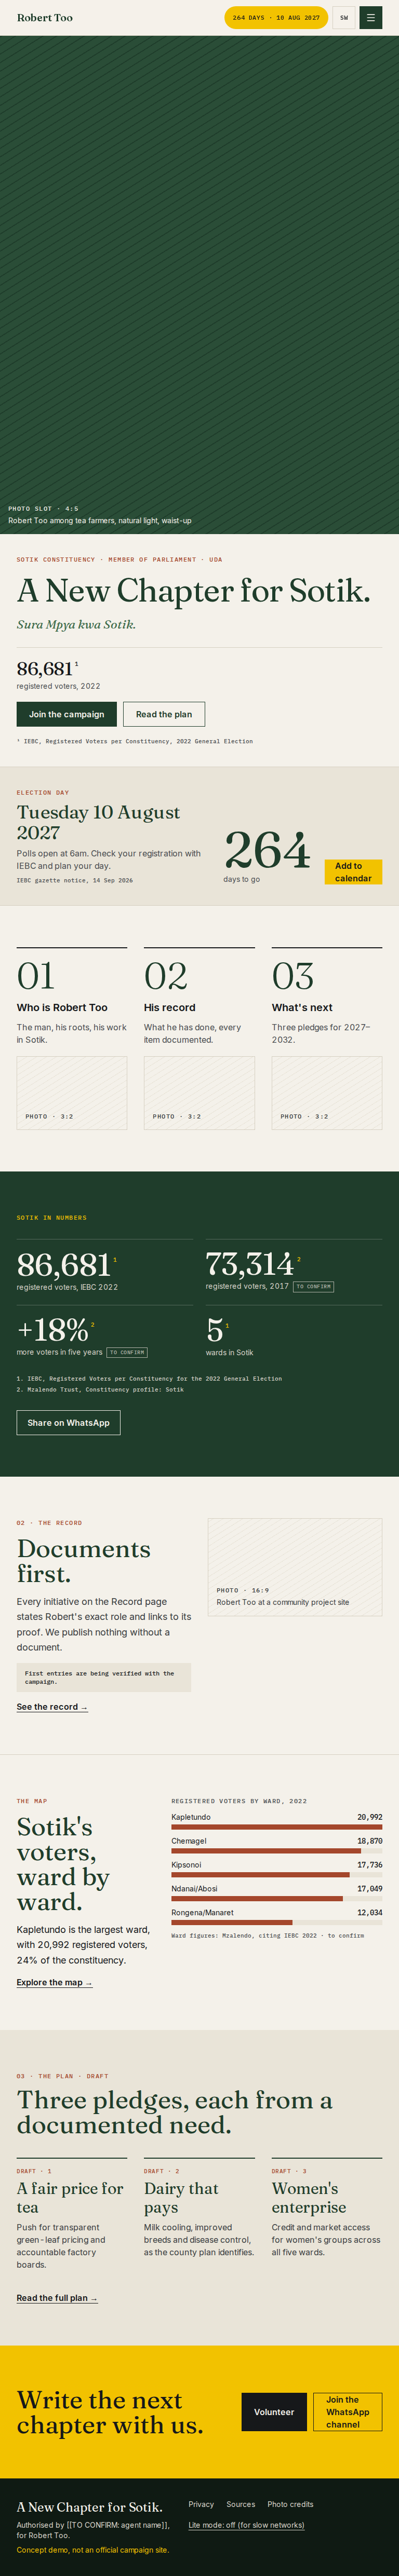 Robert Too
264 DAYS · 10 AUG 2027
SW
PHOTO SLOT · 4:5
Robert Too among tea farmers, natural light, waist-up
SOTIK CONSTITUENCY · MEMBER OF PARLIAMENT · UDA
A New Chapter for Sotik.
Sura Mpya kwa Sotik.
86,681 1
registered voters, 2022
Join the campaign
Read the plan
¹ IEBC, Registered Voters per Constituency, 2022 General Election
ELECTION DAY
Tuesday 10 August
2027
Polls open at 6am. Check your registration with
IEBC and plan your day.
IEBC gazette notice, 14 Sep 2026
264
days to go
Add to
calendar
01
Who is Robert Too
The man, his roots, his work
in Sotik.
PHOTO · 3:2
02
His record
What he has done, every
item documented.
PHOTO · 3:2
03
What's next
Three pledges for 2027–
2032.
PHOTO · 3:2
SOTIK IN NUMBERS
86,681 1
registered voters, IEBC 2022
73,314 2
registered voters, 2017 TO CONFIRM
+18% 2
more voters in five years TO CONFIRM
5 1
wards in Sotik
1. IEBC, Registered Voters per Constituency for the 2022 General Election
2. Mzalendo Trust, Constituency profile: Sotik
Share on WhatsApp
02 · THE RECORD
Documents
first.
Every initiative on the Record page
states Robert's exact role and links to its
proof. We publish nothing without a
document.
First entries are being verified with the
campaign.
See the record →
PHOTO · 16:9
Robert Too at a community project site
THE MAP
Sotik's
voters,
ward by
ward.
Kapletundo is the largest ward,
with 20,992 registered voters,
24% of the constituency.
Explore the map →
REGISTERED VOTERS BY WARD, 2022
Kapletundo 20,992
Chemagel 18,870
Kipsonoi 17,736
Ndanai/Abosi 17,049
Rongena/Manaret 12,034
Ward figures: Mzalendo, citing IEBC 2022 · to confirm
03 · THE PLAN · DRAFT
Three pledges, each from a
documented need.
DRAFT · 1
A fair price for
tea
Push for transparent
green-leaf pricing and
accountable factory
boards.
DRAFT · 2
Dairy that
pays
Milk cooling, improved
breeds and disease control,
as the county plan identifies.
DRAFT · 3
Women's
enterprise
Credit and market access
for women's groups across
all five wards.
Read the full plan →
Write the next
chapter with us.
Volunteer
Join the
WhatsApp
channel
A New Chapter for Sotik.
Authorised by [[TO CONFIRM: agent name]],
for Robert Too.
Concept demo, not an official campaign site.
Privacy Sources Photo credits
Lite mode: off (for slow networks)